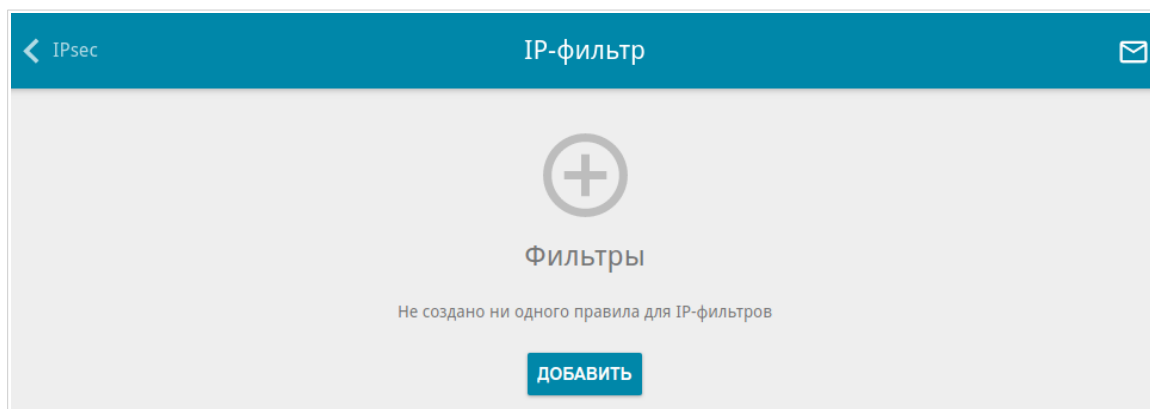 IPsec
IP-фильтр
Фильтры
Не создано ни одного правила для IP-фильтров
ДОБАВИТЬ